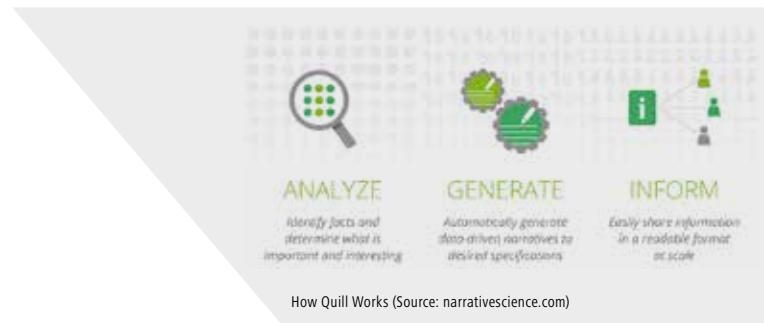 ANALYZE
Identify facts and
determine what is
important and interesting
GENERATE
Automatically generate
data-driven narratives to
desired specifications
i
INFORM
Easily share information
in a readable format
at scale
How Quill Works (Source: narrativescience.com)